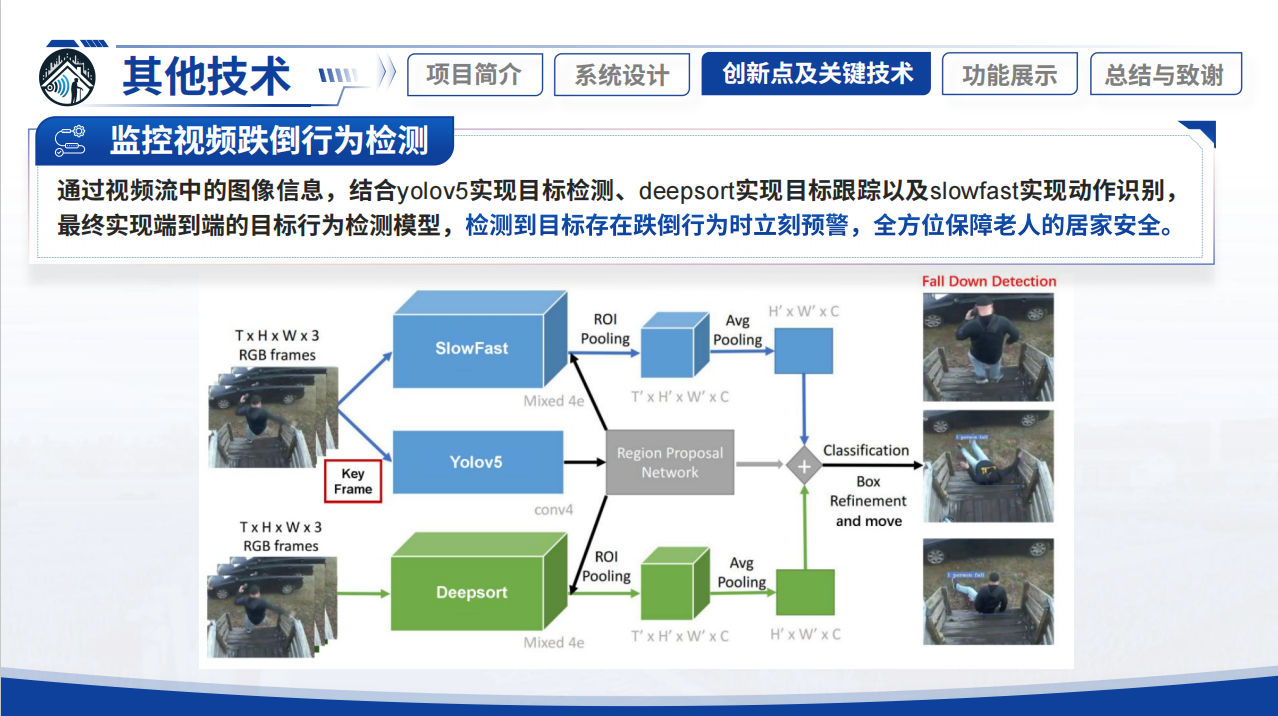 其他技术
项目简介
系统设计
创新点及关键技术
功能展示
总结与致谢
监控视频跌倒行为检测
通过视频流中的图像信息，结合yolov5实现目标检测、deepsort实现目标跟踪以及slowfast实现动作识别，
最终实现端到端的目标行为检测模型，检测到目标存在跌倒行为时立刻预警，全方位保障老人的居家安全。
Fall Down Detection
T x H x W x 3
RGB frames
SlowFast
Mixed 4e
ROI
Pooling
T' x H' x W' x C
Avg
Pooling
H' x W' x C
Key
Frame
Yolov5
conv4
Region Proposal
Network
+
Classification
Box
Refinement
and move
1 person fall
T x H x W x 3
RGB frames
Deepsort
Mixed 4e
ROI
Pooling
T' x H' x W' x C
Avg
Pooling
H' x W' x C
1 person fall